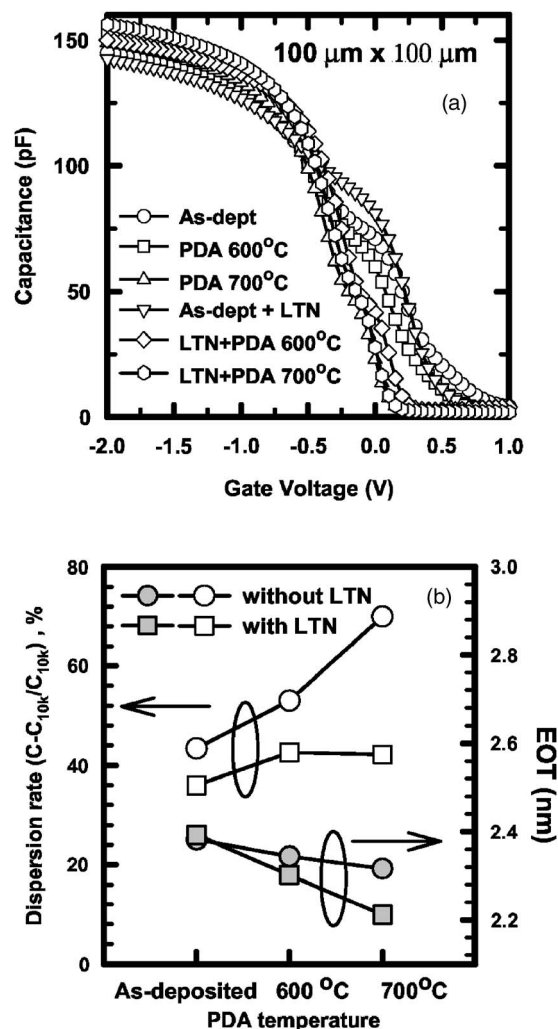 100 μm x 100 μm
(a)
150
100
50
0
Capacitance (pF)
As-dept
PDA 600°C
PDA 700°C
As-dept + LTN
LTN+PDA 600°C
LTN+PDA 700°C
-2.0 -1.5 -1.0 -0.5 0.0 0.5 1.0
Gate Voltage (V)
(b)
without LTN
with LTN
80
60
40
20
0
Dispersion rate (C-C10k/C10k) , %
3.0
2.8
2.6
2.4
2.2
EOT (nm)
As-deposited 600 °C 700°C
PDA temperature